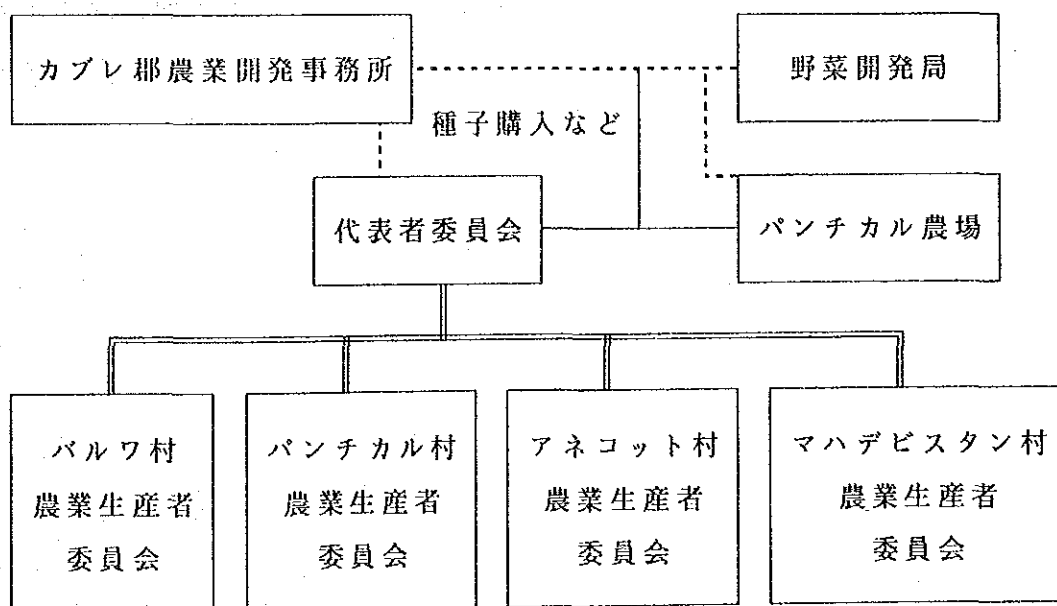 カブレ郡農業開発事務所
野菜開発局
種子購入など
代表者委員会
パンチカル農場
バルワ村
農業生産者
委員会
パンチカル村
農業生産者
委員会
アネコット村
農業生産者
委員会
マハデビスタン村
農業生産者
委員会